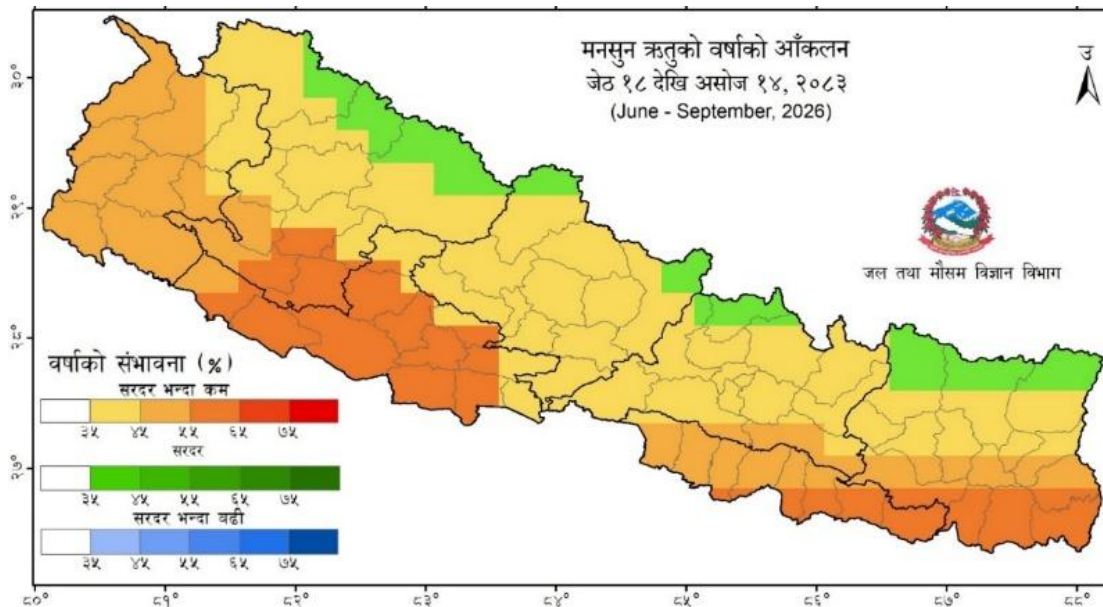 मनसुन ऋतुको वर्षाको आँकलन
जेठ १८ देखि असोज १४, २०८३
(June - September, 2026)
उ
जल तथा मौसम विज्ञान विभाग
३०°
२९°
२८°
२७°
वर्षाको संभावना (%)
सरदर भन्दा कम
३५ ४५ ५५ ६५ ७५
सरदर
३५ ४५ ५५ ६५ ७५
सरदर भन्दा बढी
३५ ४५ ५५ ६५ ७५
८०° ८१° ८२° ८३° ८४° ८५° ८६° ८७° ८८°